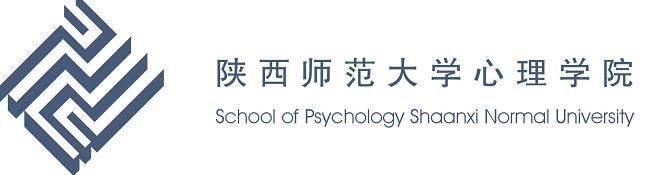 陕西师范大学心理学院
School of Psychology Shaanxi Normal University